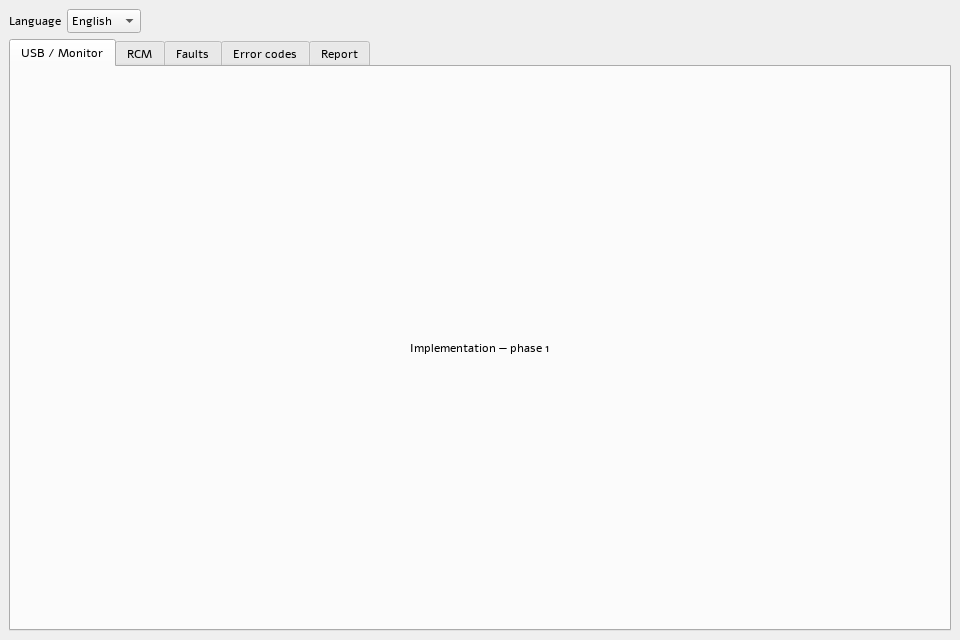 Language English
USB / Monitor RCM Faults Error codes Report
Implementation — phase 1